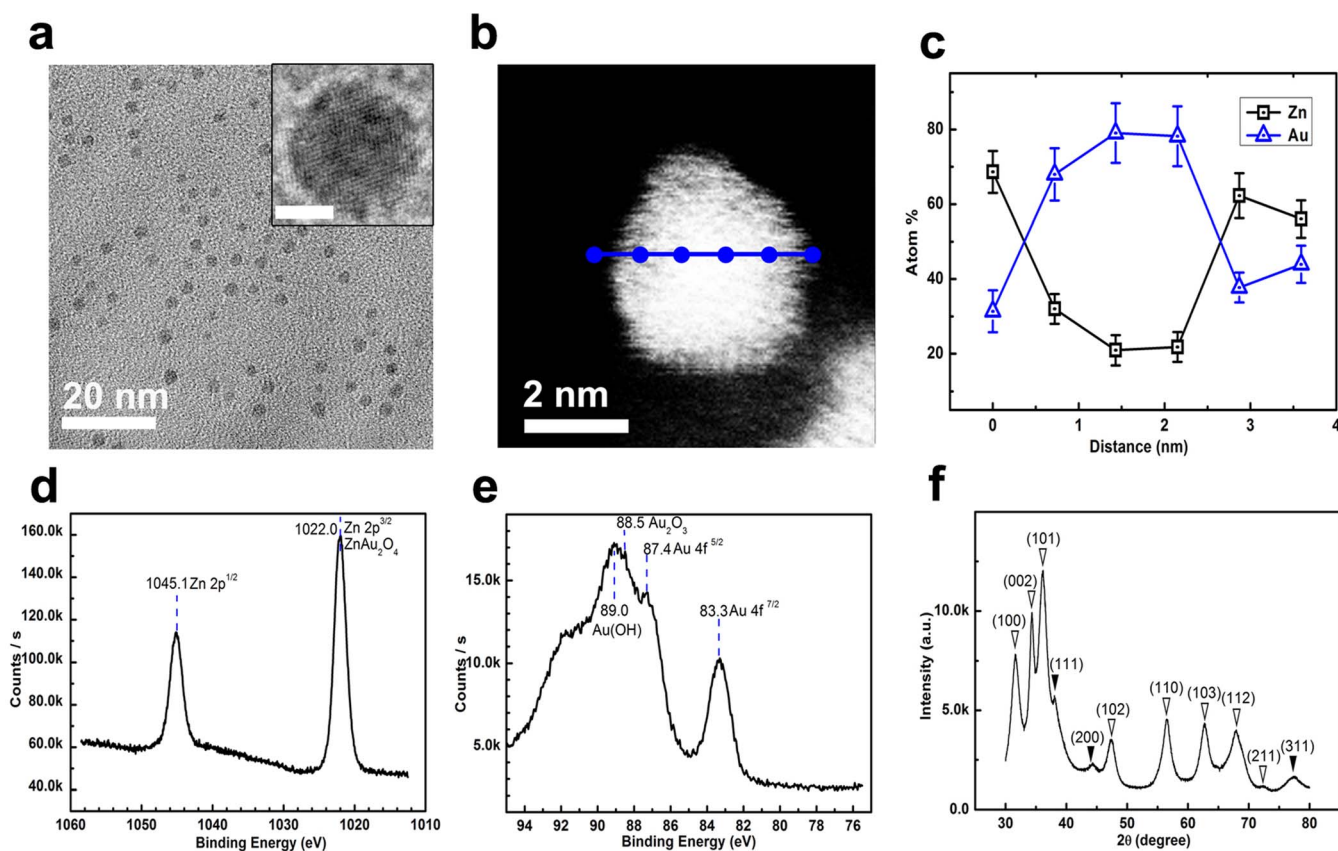 a
20 nm
b
2 nm
c
Zn
Au
80
60
40
20
Atom %
0 1 2 3 4
Distance (nm)
d
160.0k
140.0k
120.0k
100.0k
80.0k
60.0k
40.0k
Counts / s
1045.1 Zn 2p1/2
1022.0 Zn 2p3/2
ZnAu2O4
1060 1050 1040 1030 1020 1010
Binding Energy (eV)
e
15.0k
10.0k
5.0k
Counts / s
88.5 Au2O3
87.4 Au 4f 5/2
89.0
Au(OH)
83.3 Au 4f 7/2
94 92 90 88 86 84 82 80 78 76
Binding Energy (eV)
f
10.0k
5.0k
0.0
Intensity (a.u.)
(101)
(002)
(100)
(111)
(200)
(102)
(110)
(103)
(112)
(211)
(311)
30 40 50 60 70 80
2θ (degree)